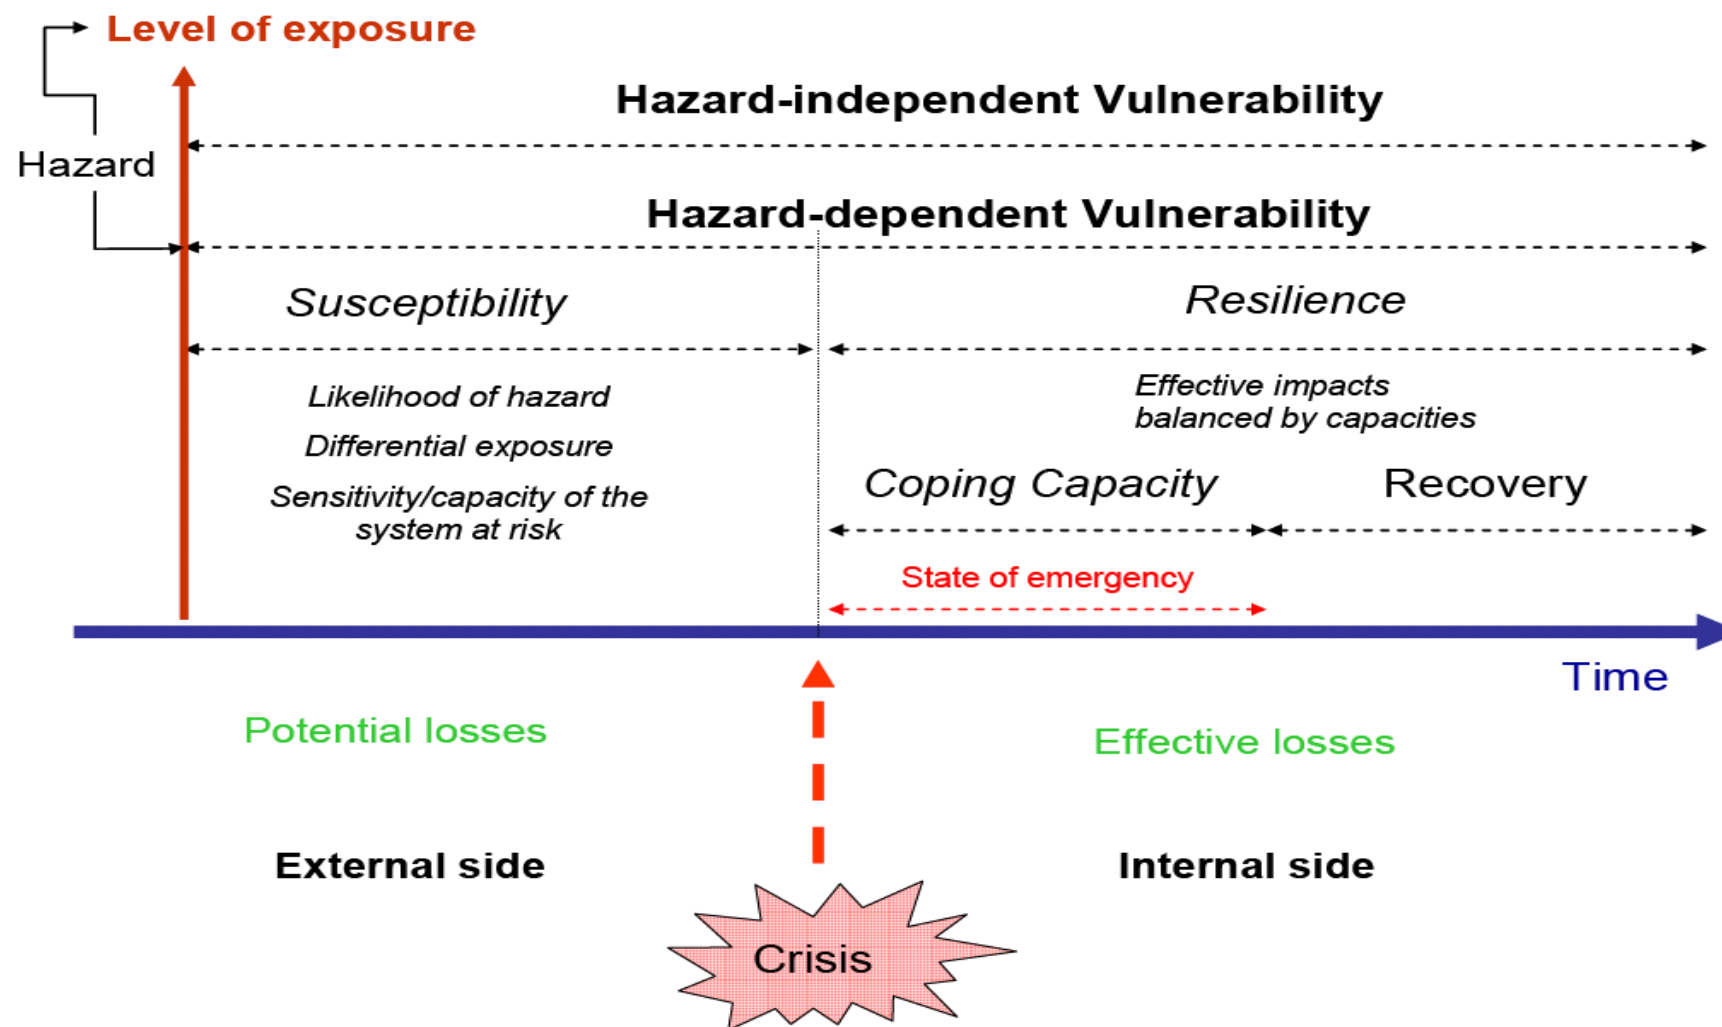 Level of exposure
Hazard-independent Vulnerability
Hazard
Hazard-dependent Vulnerability
Susceptibility
Resilience
Likelihood of hazard
Differential exposure
Sensitivity/capacity of the
system at risk
Effective impacts
balanced by capacities
Coping Capacity
Recovery
State of emergency
Time
Potential losses
Effective losses
External side
Internal side
Crisis